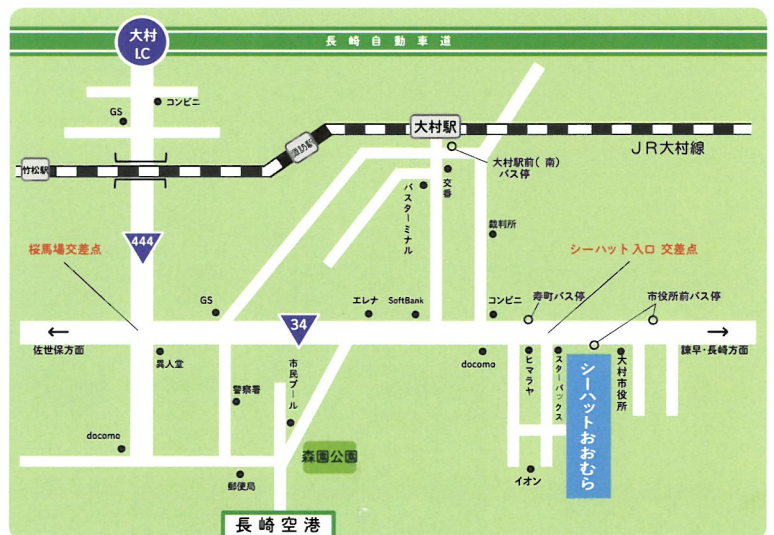 大村
I.C
長崎自動車道
コンビニ
GS
大村駅
諏訪駅
竹松駅
JR大村線
大村駅前(南)
バス停
交番
バスターミナル
444
裁判所
桜馬場交差点
シーハット入口 交差点
GS
エレナ
SoftBank
コンビニ
寿町バス停
市役所前バス停
34
←
佐世保方面
→
諫早・長崎方面
異人堂
市民プール
docomo
ヒマラヤ
スターバックス
シーハットおおむら
大村市役所
警察署
docomo
森園公園
郵便局
イオン
長崎空港